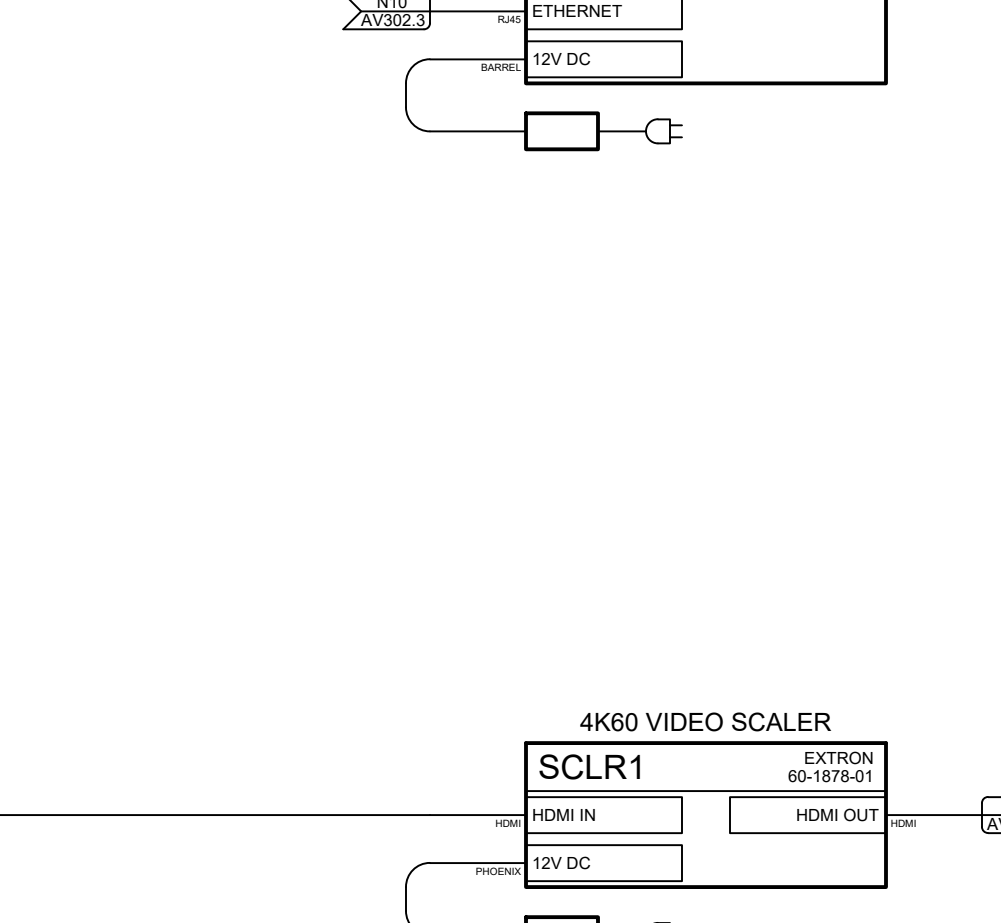 N10
AV302.3
RJ45
ETHERNET
BARREL
12V DC
4K60 VIDEO SCALER
SCLR1
EXTRON
60-1878-01
HDMI
HDMI IN
HDMI OUT
HDMI
PHOENIX
12V DC